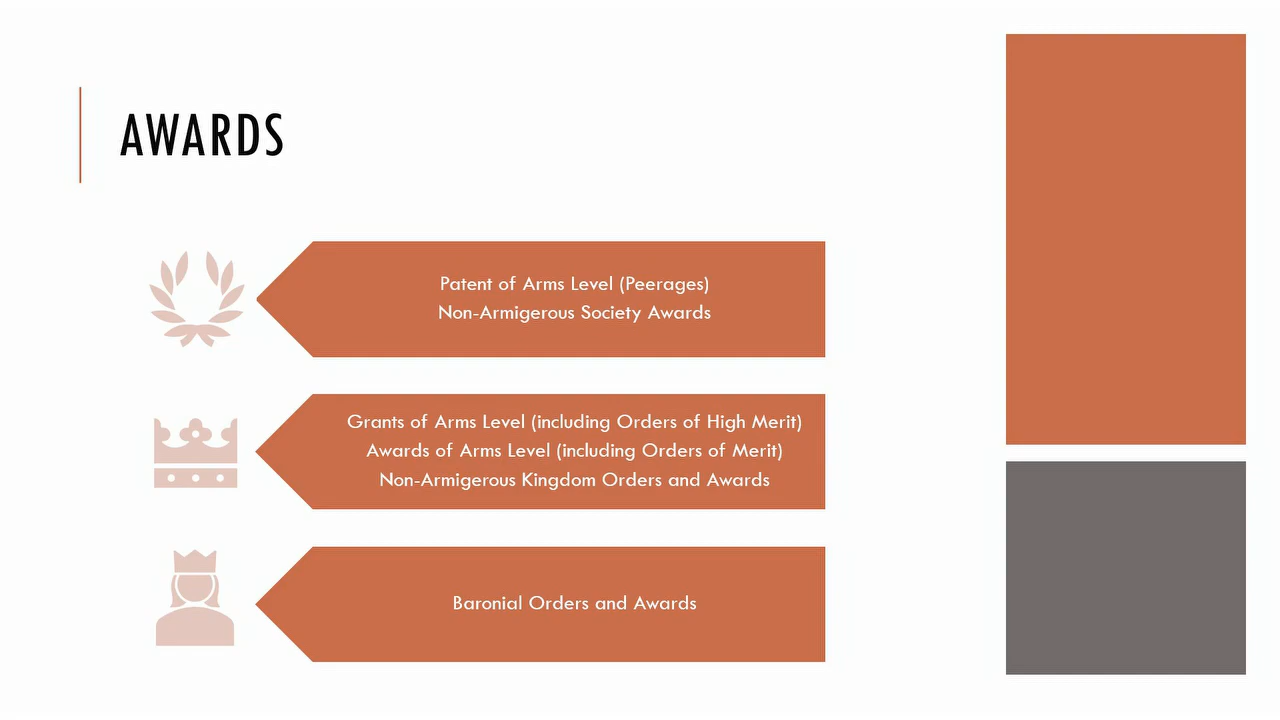 AWARDS
Patent of Arms Level (Peerages)
Non-Armigerous Society Awards
Grants of Arms Level (including Orders of High Merit)
Awards of Arms Level (including Orders of Merit)
Non-Armigerous Kingdom Orders and Awards
Baronial Orders and Awards